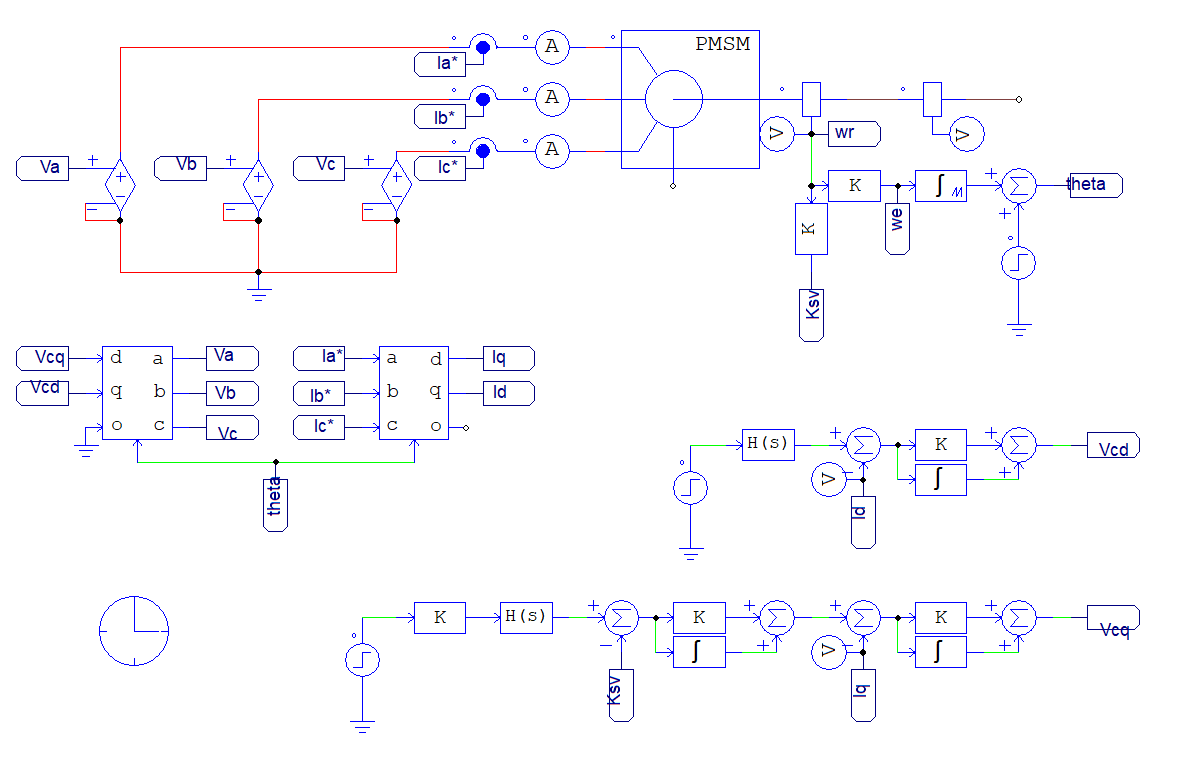 PMSM
A
Ia*
A
Ib*
A
Ic*
Va
Vb
Vc
+ + +
+ + +
− − −
− − −
V
wr
V
K
∫M
+
Σ
theta
+
K
we
Ksv
Vcq
d a
Va
Ia*
a d
Iq
Vcd
q b
Vb
Ib*
b q
Id
o c
Vc
Ic*
c o
theta
H(s)
+
Σ
K
+
Σ
Vcd
V
−
∫
+
Id
K
H(s)
+
Σ
K
+
Σ
+
Σ
K
+
Σ
Vcq
−
∫
+
V
−
∫
+
Ksv
Iq